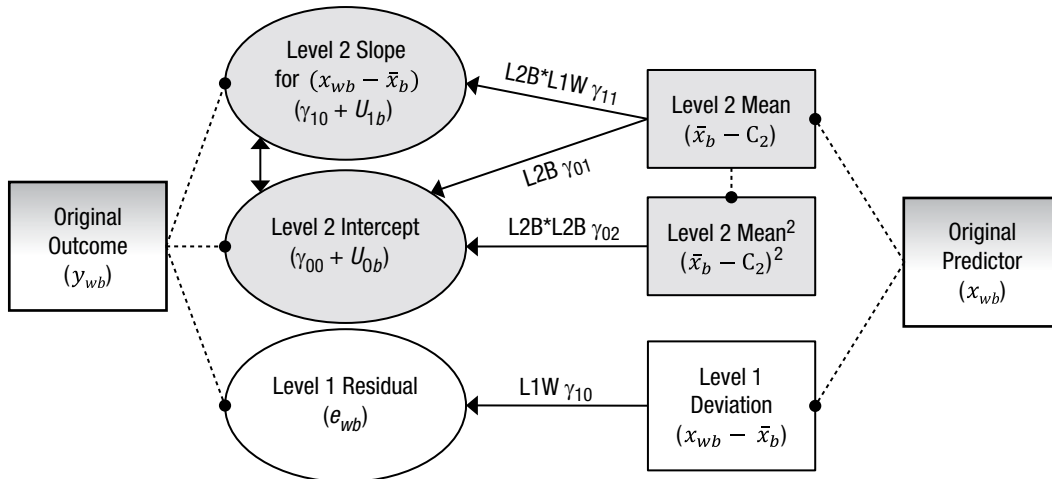 Original
Outcome
(y_wb)
Level 2 Slope
for (x_wb − x̄_b)
(γ₁₀ + U₁b)
Level 2 Intercept
(γ₀₀ + U₀b)
Level 1 Residual
(e_wb)
L2B*L1W γ₁₁
L2B γ₀₁
L2B*L2B γ₀₂
L1W γ₁₀
Level 2 Mean
(x̄_b − C₂)
Level 2 Mean²
(x̄_b − C₂)²
Level 1
Deviation
(x_wb − x̄_b)
Original
Predictor
(x_wb)